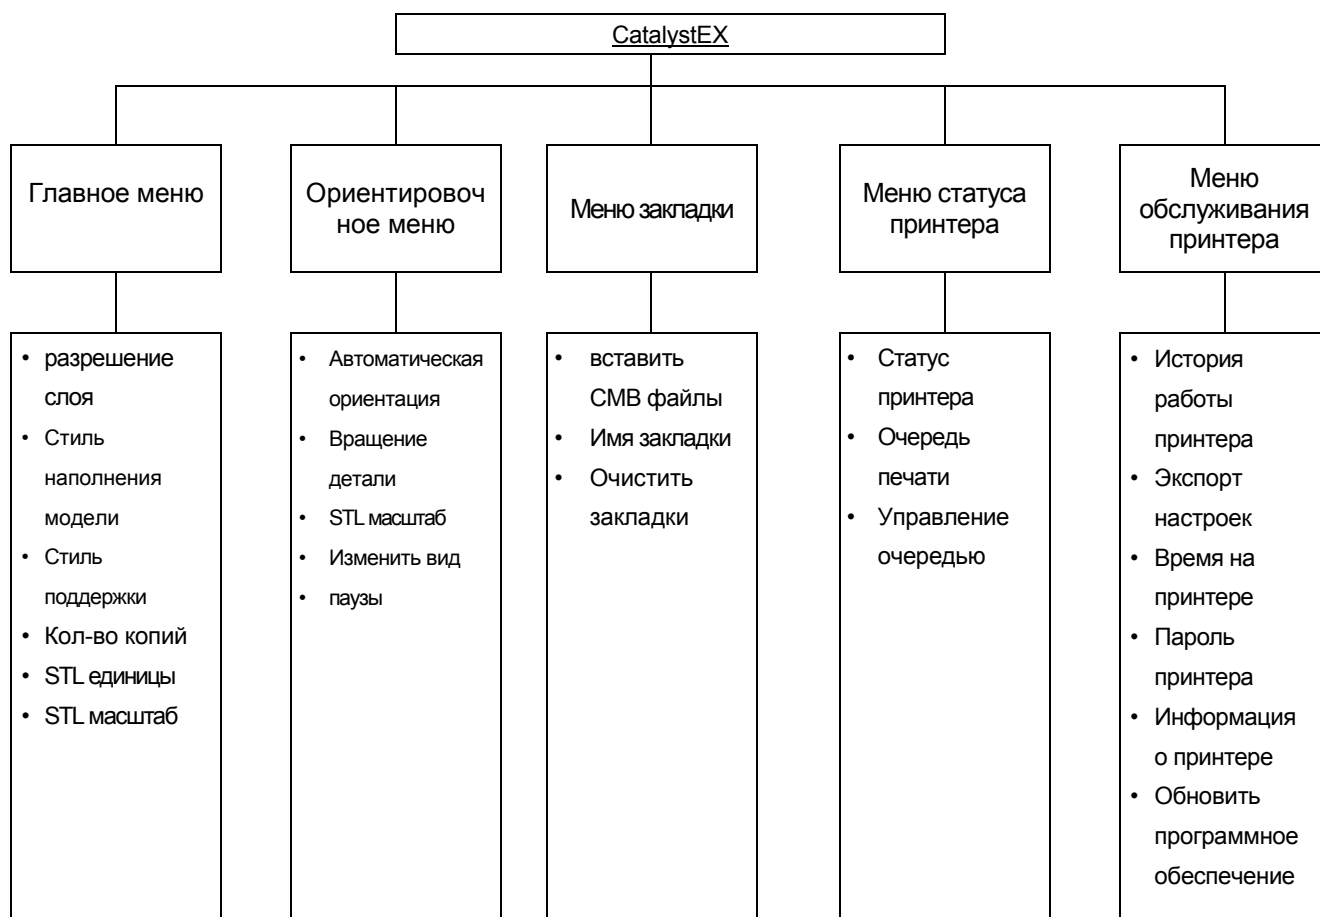 CatalystEX
Главное меню
Ориентировоч
ное меню
Меню закладки
Меню статуса
принтера
Меню
обслуживания
принтера
• разрешение
слоя
• Стиль
наполнения
модели
• Стиль
поддержки
• Кол-во копий
• STL единицы
• STL масштаб
• Автоматическая
ориентация
• Вращение
детали
• STL масштаб
• Изменить вид
• паузы
• вставить
CMB файлы
• Имя закладки
• Очистить
закладки
• Статус
принтера
• Очередь
печати
• Управление
очередью
• История
работы
принтера
• Экспорт
настроек
• Время на
принтере
• Пароль
принтера
• Информация
о принтере
• Обновить
программное
обеспечение